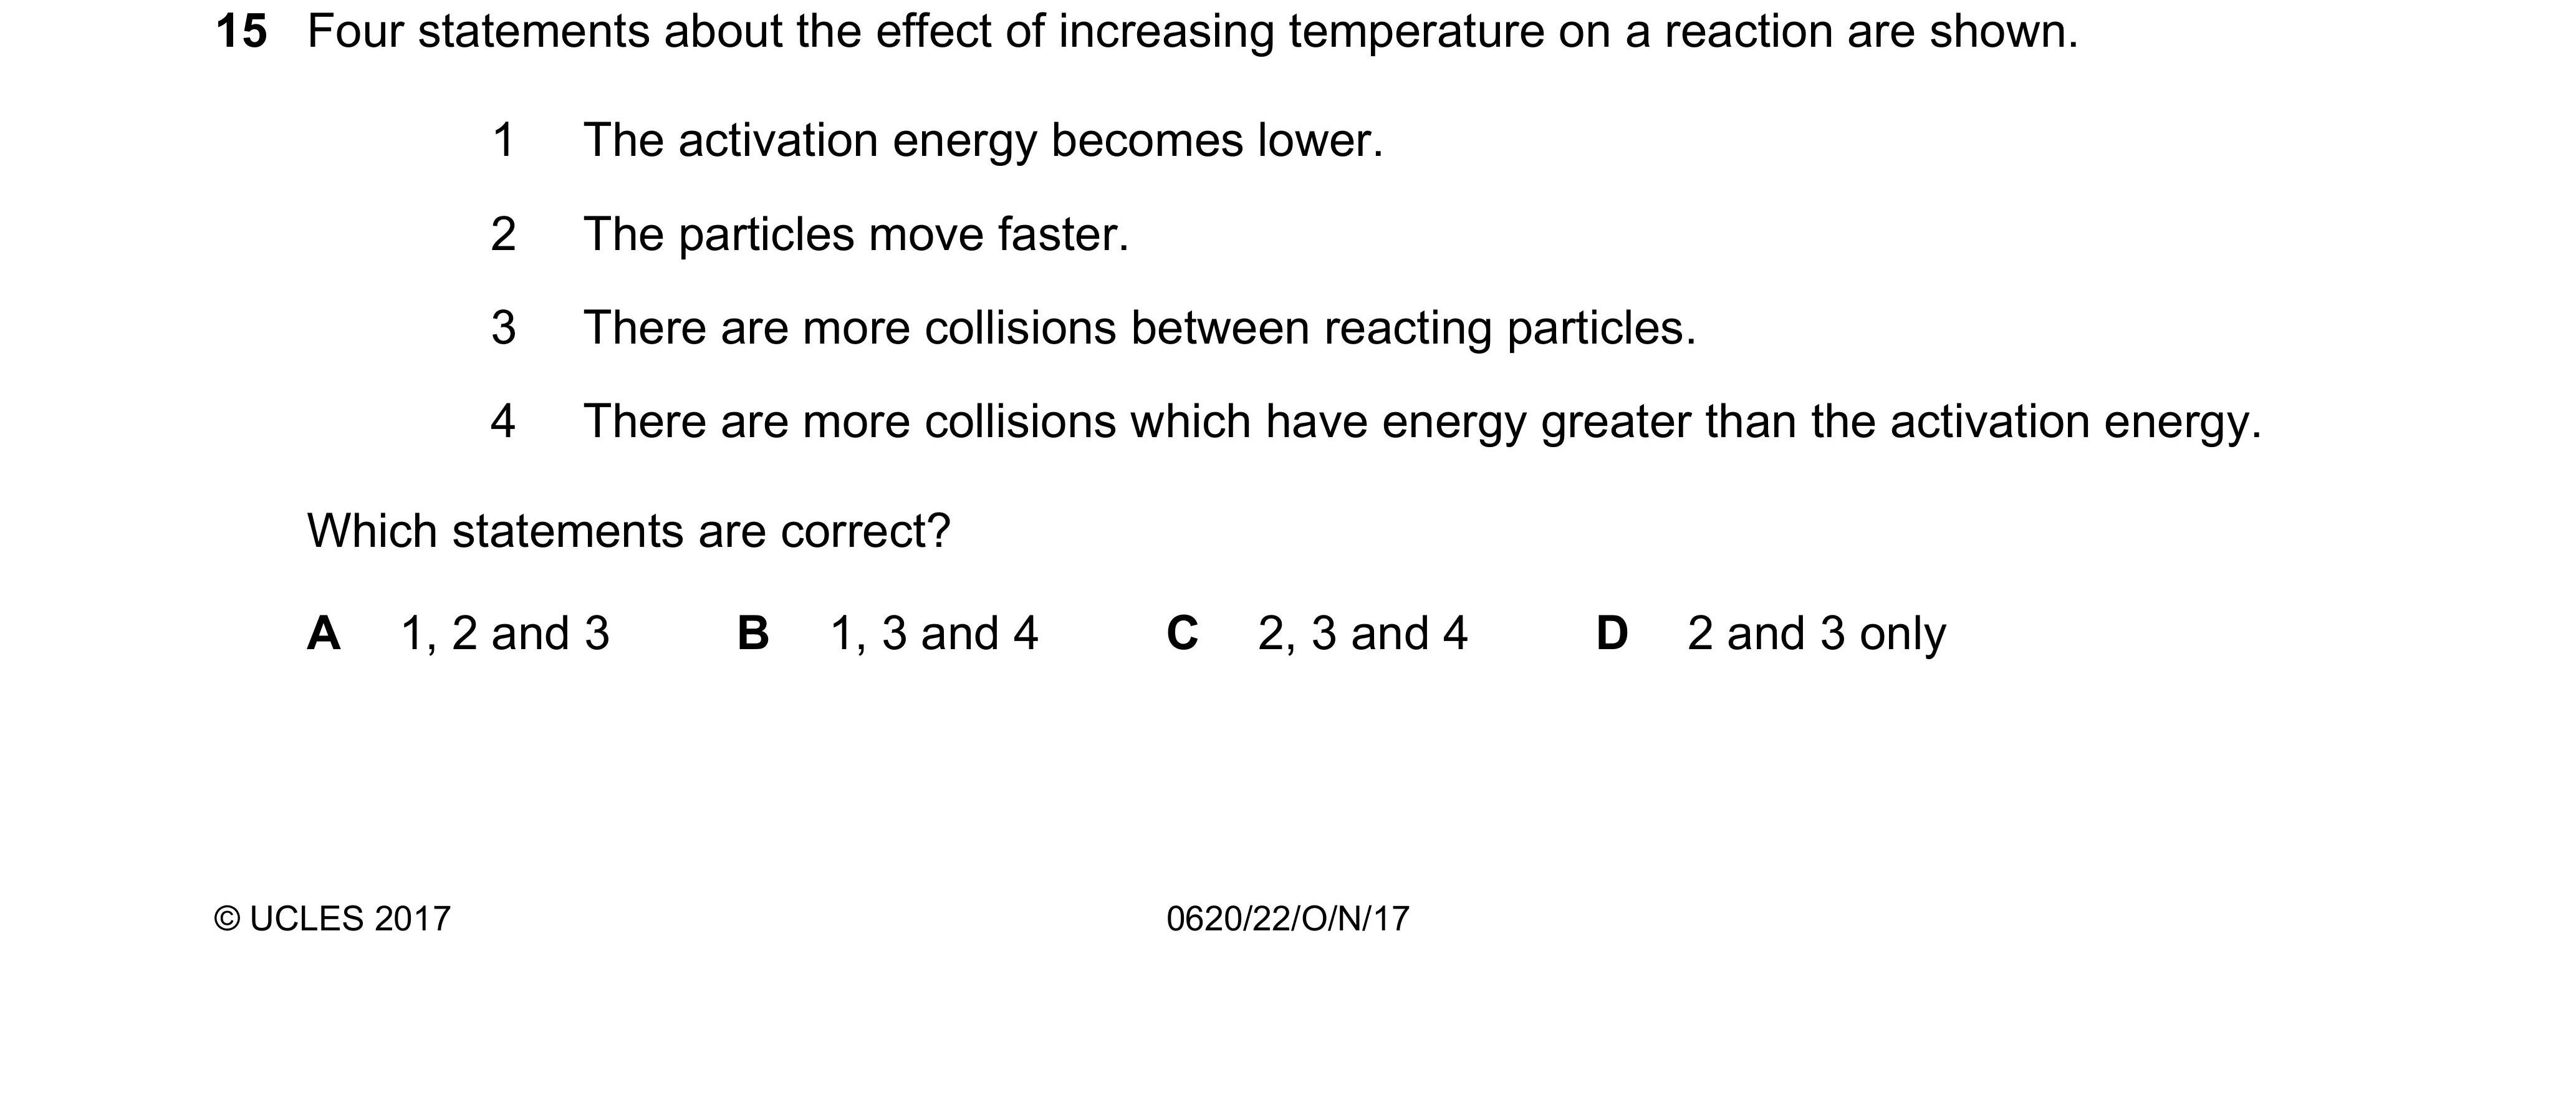 15 Four statements about the effect of increasing temperature on a reaction are shown.
1 The activation energy becomes lower.
2 The particles move faster.
3 There are more collisions between reacting particles.
4 There are more collisions which have energy greater than the activation energy.
Which statements are correct?
A 1, 2 and 3 B 1, 3 and 4 C 2, 3 and 4 D 2 and 3 only
© UCLES 2017 0620/22/O/N/17